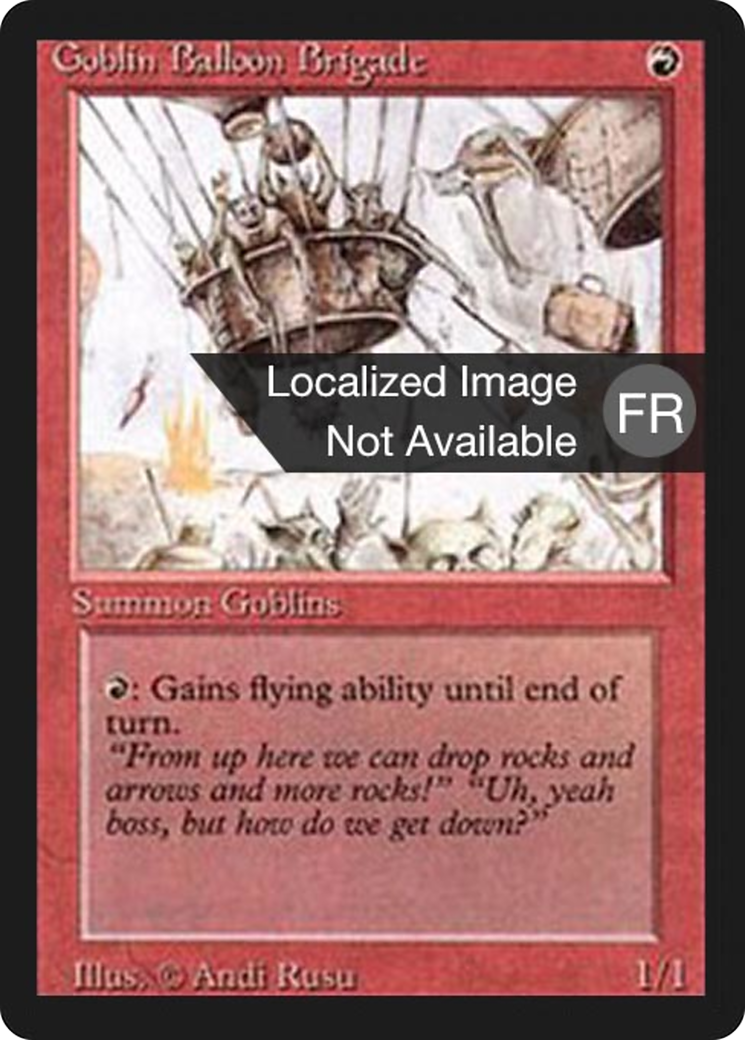 Goblin Balloon Brigade
Localized Image
Not Available
FR
Summon Goblins
: Gains flying ability until end of
turn.
"From up here we can drop rocks and
arrows and more rocks!" "Uh, yeah
boss, but how do we get down?"
Illus. © Andi Rusu
1/1